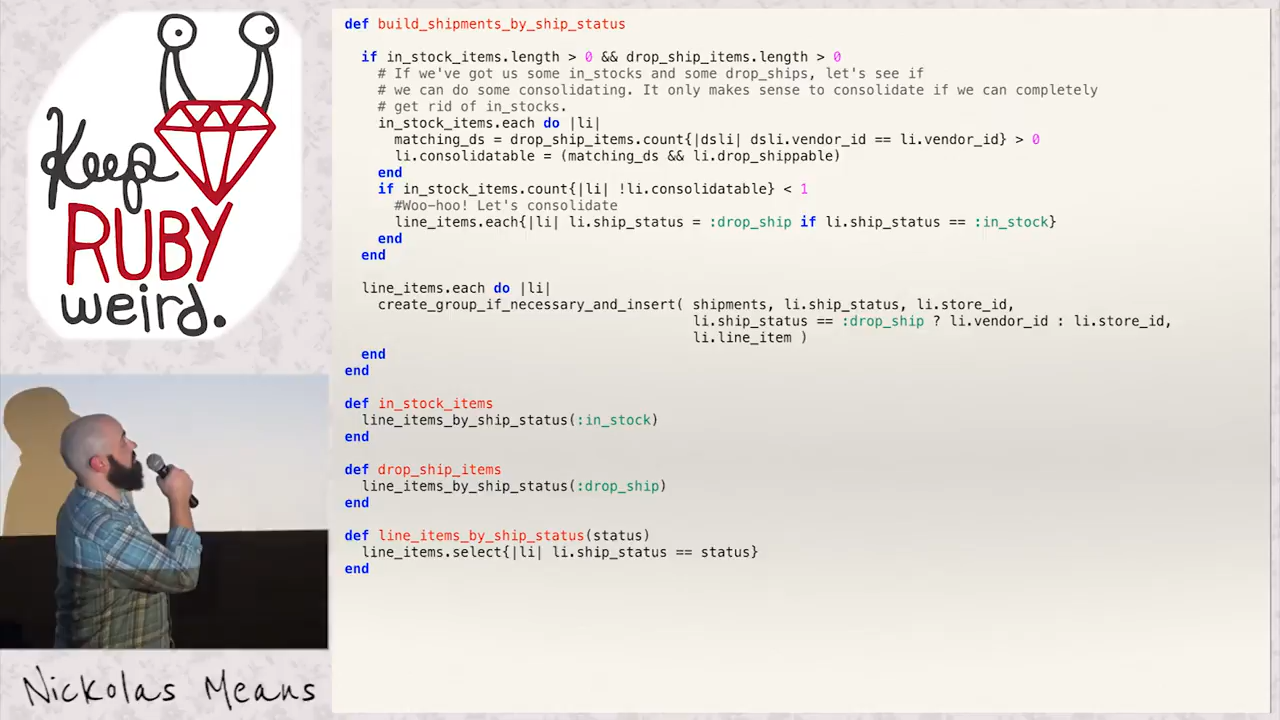 Keep
RUBY
weird.
def build_shipments_by_ship_status
if in_stock_items.length > 0 && drop_ship_items.length > 0
# If we've got us some in_stocks and some drop_ships, let's see if
# we can do some consolidating. It only makes sense to consolidate if we can completely
# get rid of in_stocks.
in_stock_items.each do |li|
matching_ds = drop_ship_items.count{|dsli| dsli.vendor_id == li.vendor_id} > 0
li.consolidatable = (matching_ds && li.drop_shippable)
end
if in_stock_items.count{|li| !li.consolidatable} < 1
#Woo-hoo! Let's consolidate
line_items.each{|li| li.ship_status = :drop_ship if li.ship_status == :in_stock}
end
end
line_items.each do |li|
create_group_if_necessary_and_insert( shipments, li.ship_status, li.store_id,
li.ship_status == :drop_ship ? li.vendor_id : li.store_id,
li.line_item )
end
end
def in_stock_items
line_items_by_ship_status(:in_stock)
end
def drop_ship_items
line_items_by_ship_status(:drop_ship)
end
def line_items_by_ship_status(status)
line_items.select{|li| li.ship_status == status}
end
Nickolas Means